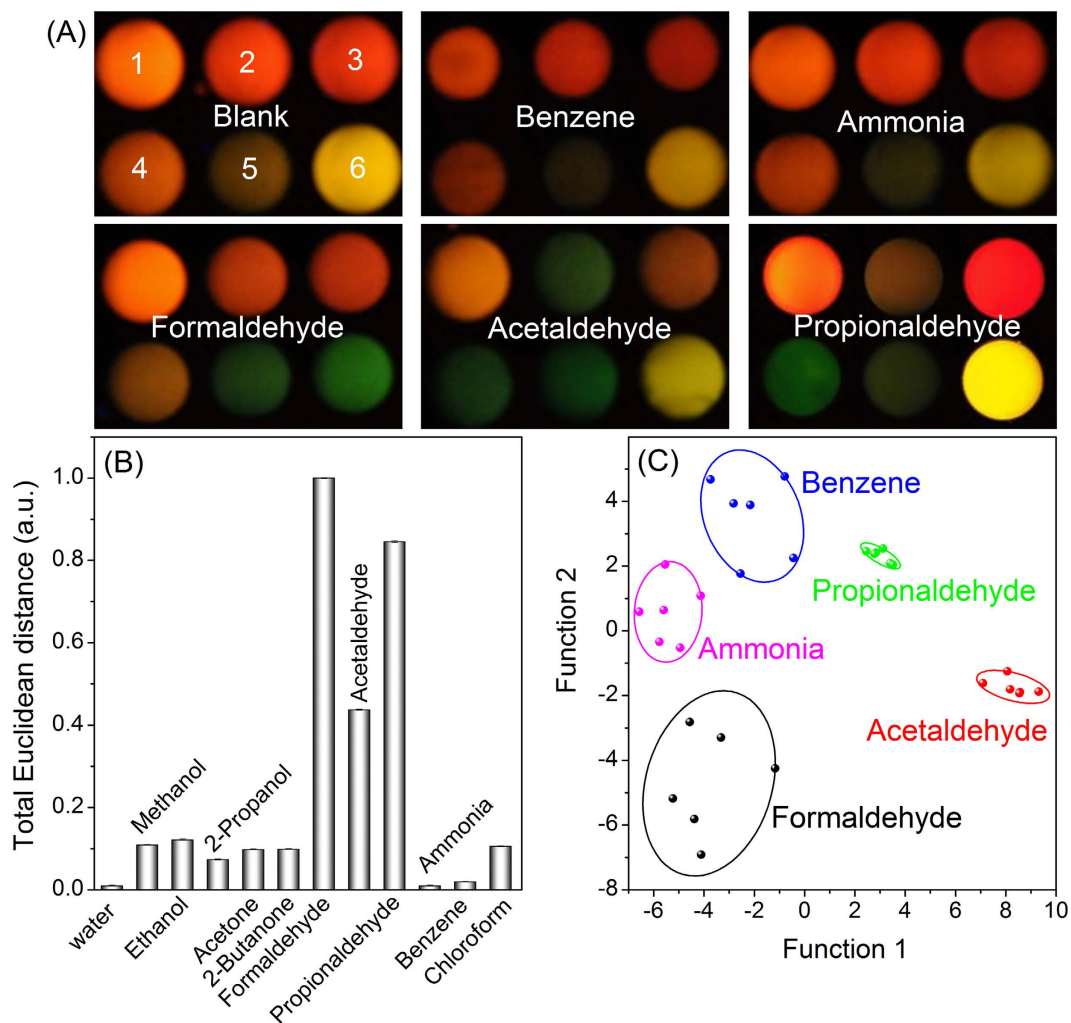 (A)
1 2 3
Blank
4 5 6
Benzene
Ammonia
Formaldehyde
Acetaldehyde
Propionaldehyde
(B)
Total Euclidean distance (a.u.)
1.0
0.8
0.6
0.4
0.2
0.0
water
Methanol
Ethanol
2-Propanol
Acetone
2-Butanone
Formaldehyde
Acetaldehyde
Propionaldehyde
Ammonia
Benzene
Chloroform
(C)
Function 2
4
2
0
-2
-4
-6
-8
Benzene
Propionaldehyde
Ammonia
Acetaldehyde
Formaldehyde
-6 -4 -2 0 2 4 6 8 10
Function 1